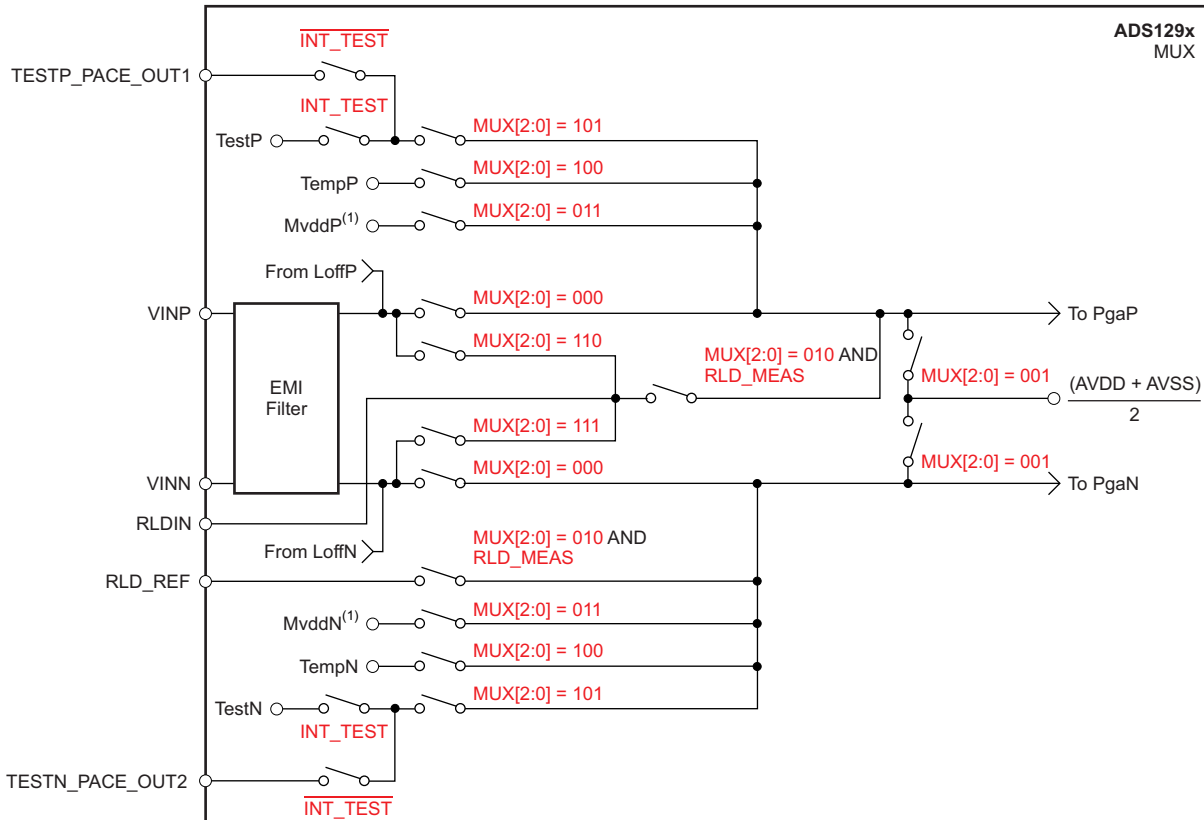 ADS129x
MUX
INT_TEST
TESTP_PACE_OUT1
INT_TEST
TestP
MUX[2:0] = 101
TempP
MUX[2:0] = 100
MvddP(1)
MUX[2:0] = 011
From LoffP
VINP
MUX[2:0] = 000
To PgaP
MUX[2:0] = 110
MUX[2:0] = 010 AND
RLD_MEAS
EMI
Filter
MUX[2:0] = 001
(AVDD + AVSS)
2
MUX[2:0] = 111
MUX[2:0] = 001
VINN
MUX[2:0] = 000
To PgaN
RLDIN
From LoffN
MUX[2:0] = 010 AND
RLD_MEAS
RLD_REF
MvddN(1)
MUX[2:0] = 011
TempN
MUX[2:0] = 100
TestN
MUX[2:0] = 101
INT_TEST
TESTN_PACE_OUT2
INT_TEST